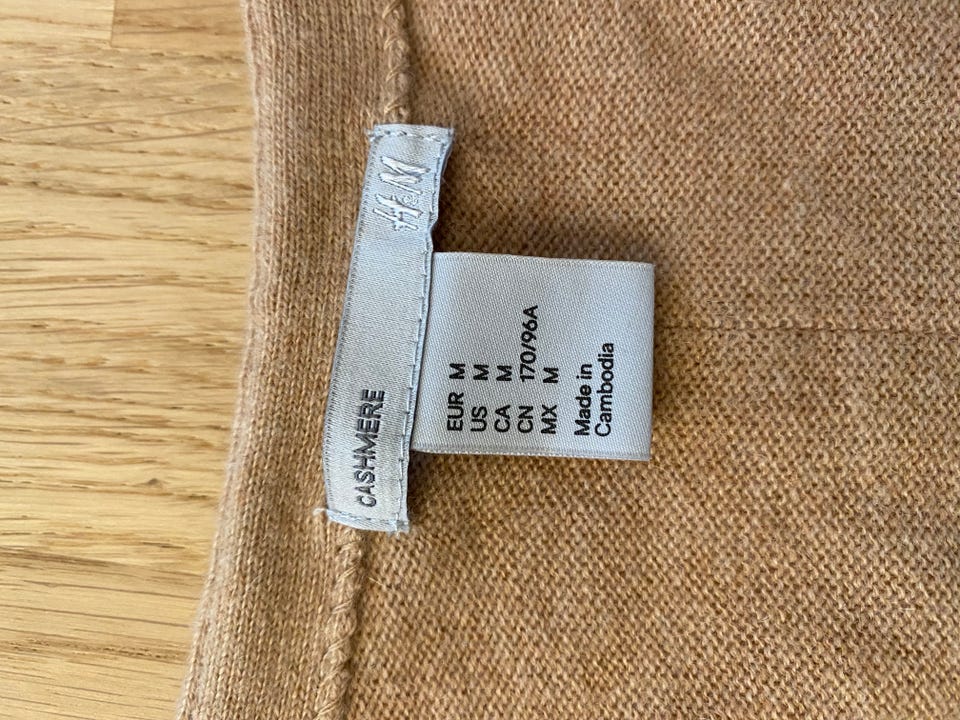 CASHMERE H&M
EUR M
US M
CA M
CN 170/96A
MX M
Made in
Cambodia